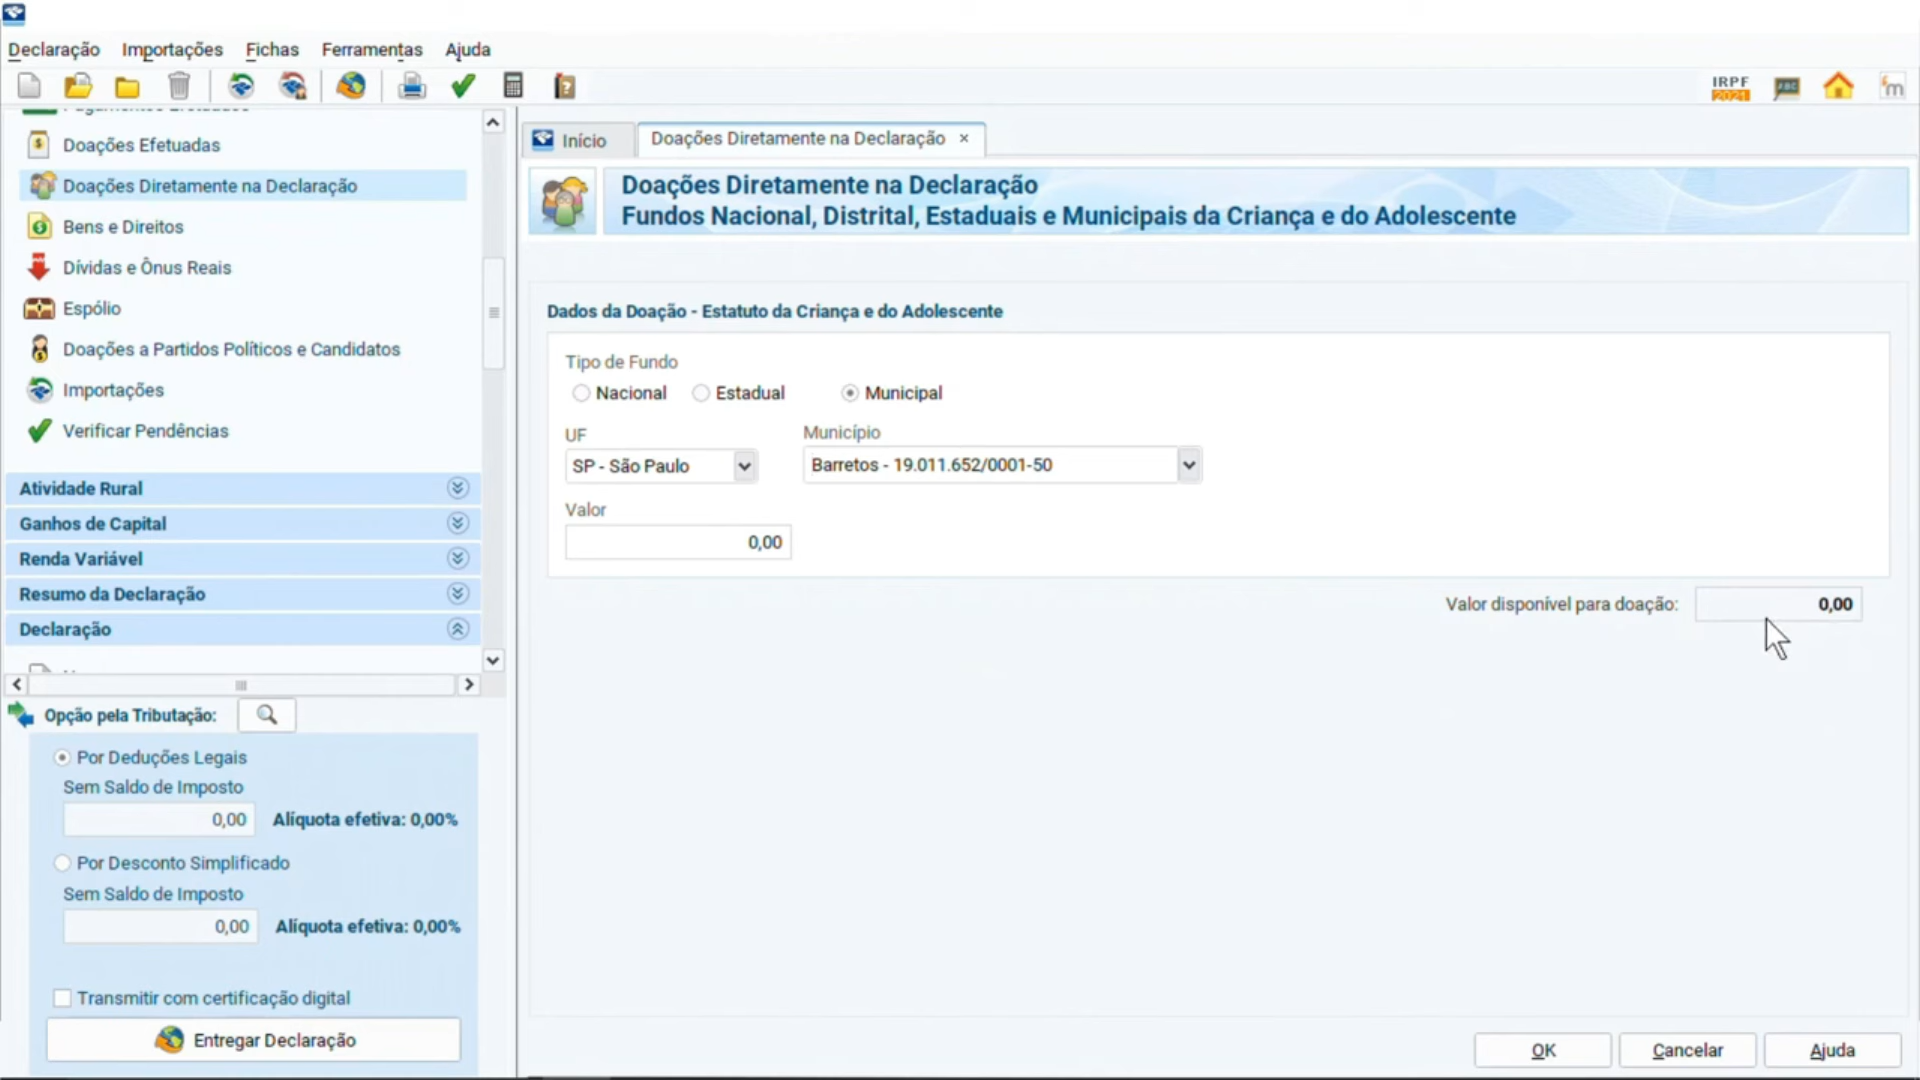 Declaração Importações Fichas Ferramentas Ajuda
IRPF
2021
ABC
m
Doações Efetuadas
Doações Diretamente na Declaração
Bens e Direitos
Dívidas e Ônus Reais
Espólio
Doações a Partidos Políticos e Candidatos
Importações
Verificar Pendências
Atividade Rural
Ganhos de Capital
Renda Variável
Resumo da Declaração
Declaração
Opção pela Tributação:
Por Deduções Legais
Sem Saldo de Imposto
0,00 Alíquota efetiva: 0,00%
Por Desconto Simplificado
Sem Saldo de Imposto
0,00 Alíquota efetiva: 0,00%
Transmitir com certificação digital
Entregar Declaração
Início
Doações Diretamente na Declaração ×
Doações Diretamente na Declaração
Fundos Nacional, Distrital, Estaduais e Municipais da Criança e do Adolescente
Dados da Doação - Estatuto da Criança e do Adolescente
Tipo de Fundo
Nacional Estadual Municipal
UF Município
SP - São Paulo Barretos - 19.011.652/0001-50
Valor
0,00
Valor disponível para doação: 0,00
OK Cancelar Ajuda